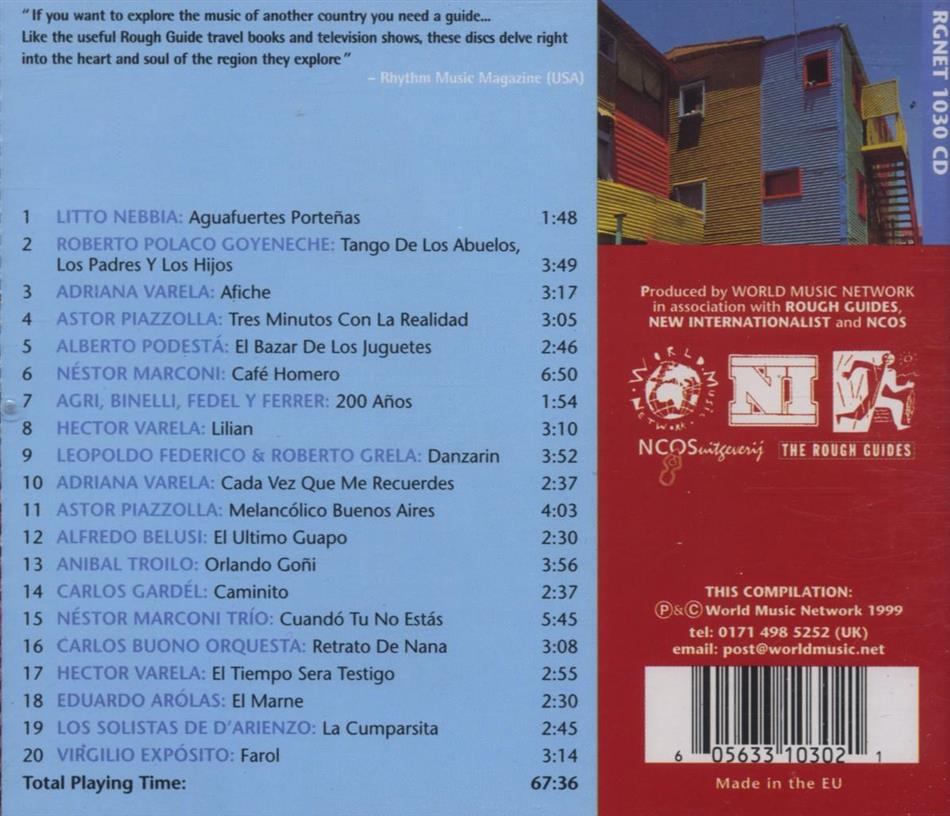 "If you want to explore the music of another country you need a guide...
Like the useful Rough Guide travel books and television shows, these discs delve right
into the heart and soul of the region they explore"
– Rhythm Music Magazine (USA)
1 LITTO NEBBIA: Aguafuertes Porteñas 1:48
2 ROBERTO POLACO GOYENECHE: Tango De Los Abuelos,
Los Padres Y Los Hijos 3:49
3 ADRIANA VARELA: Afiche 3:17
4 ASTOR PIAZZOLLA: Tres Minutos Con La Realidad 3:05
5 ALBERTO PODESTÁ: El Bazar De Los Juguetes 2:46
6 NÉSTOR MARCONI: Café Homero 6:50
7 AGRI, BINELLI, FEDEL Y FERRER: 200 Años 1:54
8 HECTOR VARELA: Lilian 3:10
9 LEOPOLDO FEDERICO & ROBERTO GRELA: Danzarin 3:52
10 ADRIANA VARELA: Cada Vez Que Me Recuerdes 2:37
11 ASTOR PIAZZOLLA: Melancólico Buenos Aires 4:03
12 ALFREDO BELUSI: El Ultimo Guapo 2:30
13 ANIBAL TROILO: Orlando Goñi 3:56
14 CARLOS GARDÉL: Caminito 2:37
15 NÉSTOR MARCONI TRÍO: Cuandó Tu No Estás 5:45
16 CARLOS BUONO ORQUESTA: Retrato De Nana 3:08
17 HECTOR VARELA: El Tiempo Sera Testigo 2:55
18 EDUARDO ARÓLAS: El Marne 2:30
19 LOS SOLISTAS DE D'ARIENZO: La Cumparsita 2:45
20 VIRGILIO EXPÓSITO: Farol 3:14
Total Playing Time: 67:36
RGNET 1030 CD
Produced by WORLD MUSIC NETWORK
in association with ROUGH GUIDES,
NEW INTERNATIONALIST and NCOS
WORLD MUSIC NETWORK
NI
NCOS uitgeverij
THE ROUGH GUIDES
THIS COMPILATION:
Ⓟ&© World Music Network 1999
tel: 0171 498 5252 (UK)
email: post@worldmusic.net
6 05633 10302 1
Made in the EU